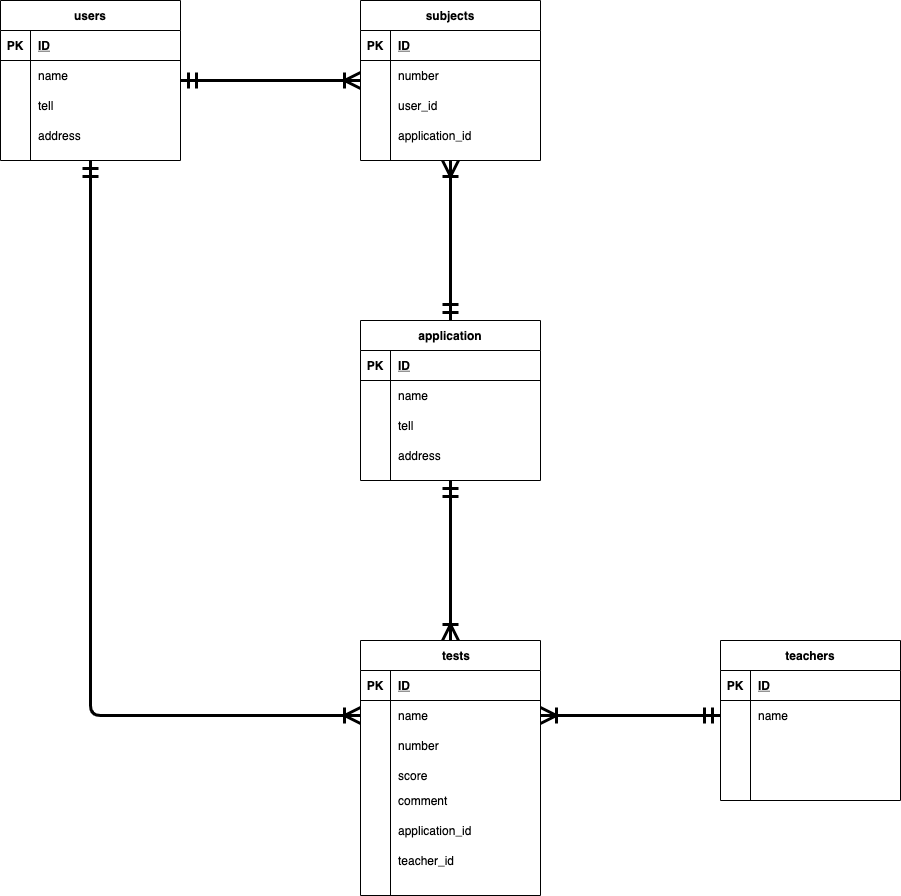 users
PK ID
name
tell
address
subjects
PK ID
number
user_id
application_id
application
PK ID
name
tell
address
tests
PK ID
name
number
score
comment
application_id
teacher_id
teachers
PK ID
name